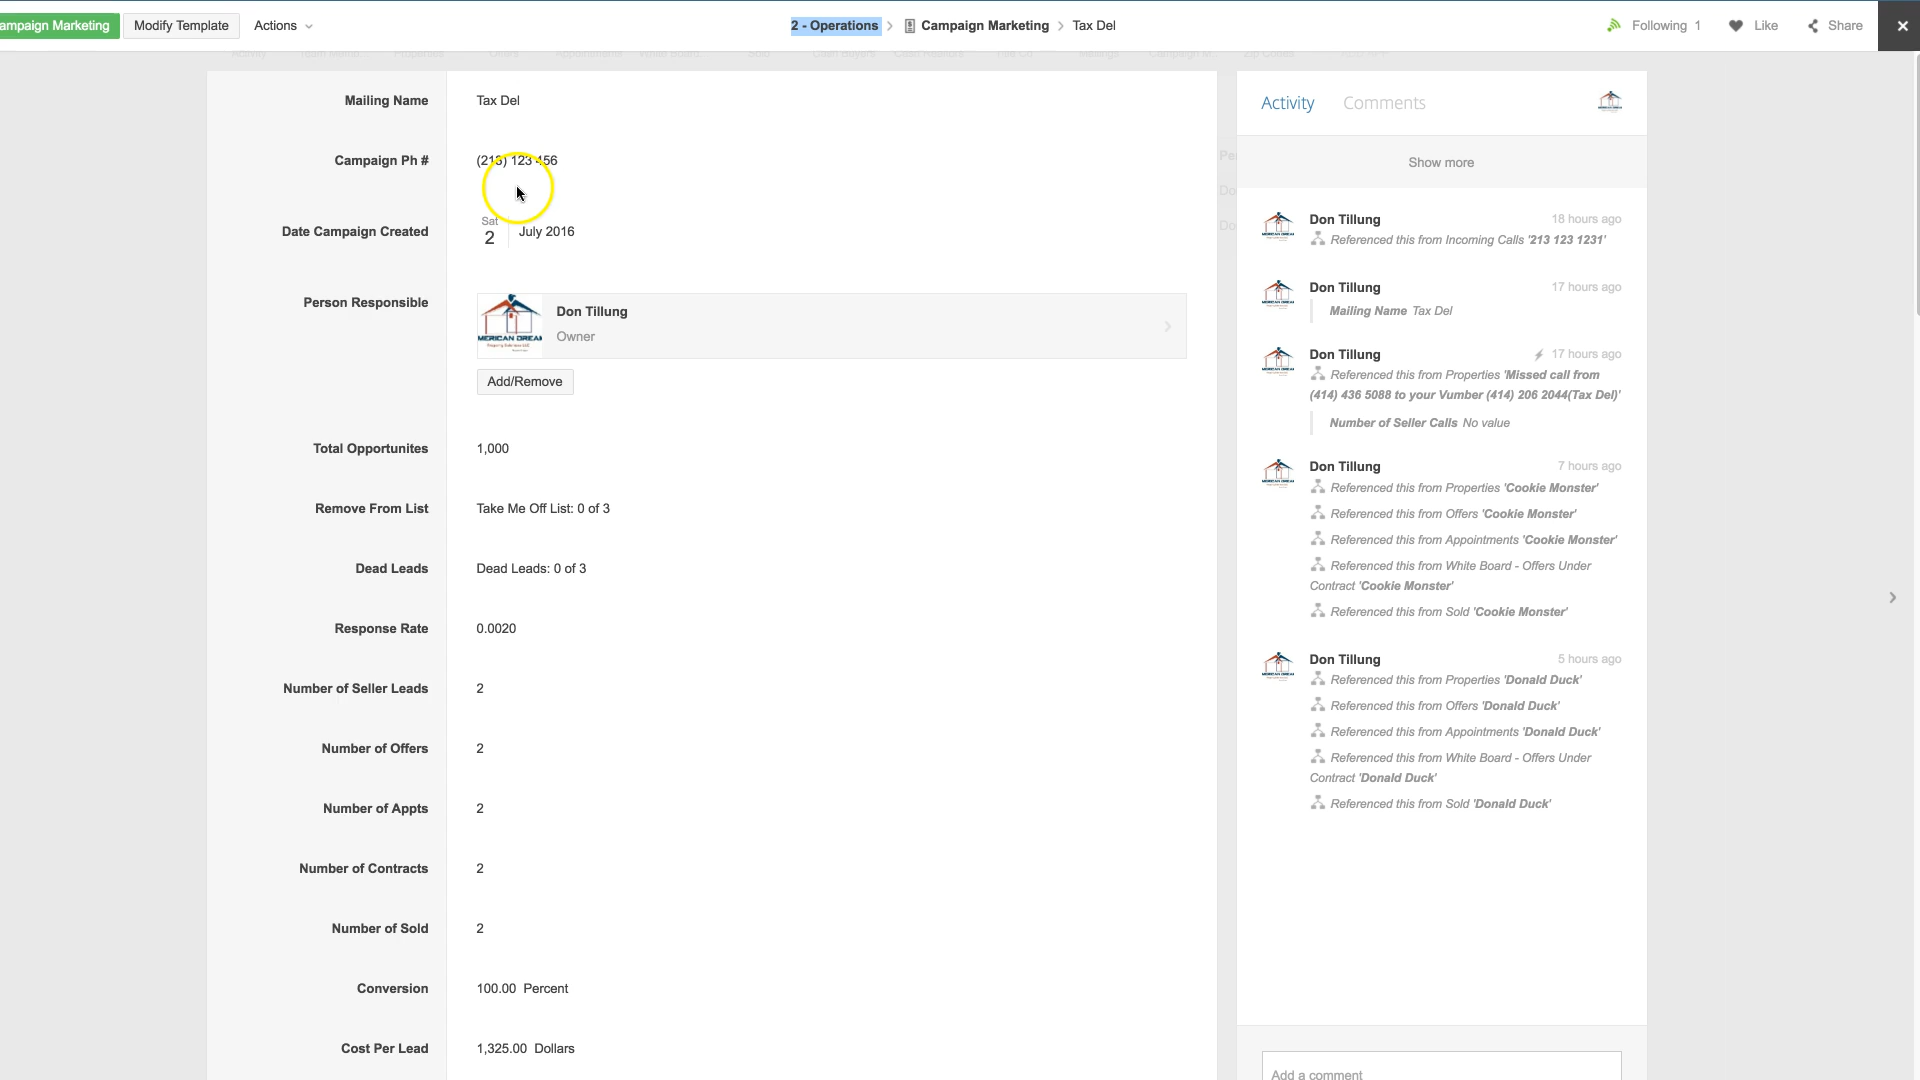 ampaign Marketing
Modify Template
Actions
2 - Operations
Campaign Marketing
Tax Del
Following 1
Like
Share
Mailing Name
Tax Del
Campaign Ph #
(213) 123 456
Date Campaign Created
Sat
2
July 2016
Person Responsible
Don Tillung
Owner
Add/Remove
Total Opportunites
1,000
Remove From List
Take Me Off List: 0 of 3
Dead Leads
Dead Leads: 0 of 3
Response Rate
0.0020
Number of Seller Leads
2
Number of Offers
2
Number of Appts
2
Number of Contracts
2
Number of Sold
2
Conversion
100.00 Percent
Cost Per Lead
1,325.00 Dollars
Activity
Comments
Show more
Don Tillung
18 hours ago
Referenced this from Incoming Calls '213 123 1231'
Don Tillung
17 hours ago
Mailing Name Tax Del
Don Tillung
17 hours ago
Referenced this from Properties 'Missed call from
(414) 436 5088 to your Vumber (414) 206 2044(Tax Del)'
Number of Seller Calls No value
Don Tillung
7 hours ago
Referenced this from Properties 'Cookie Monster'
Referenced this from Offers 'Cookie Monster'
Referenced this from Appointments 'Cookie Monster'
Referenced this from White Board - Offers Under
Contract 'Cookie Monster'
Referenced this from Sold 'Cookie Monster'
Don Tillung
5 hours ago
Referenced this from Properties 'Donald Duck'
Referenced this from Offers 'Donald Duck'
Referenced this from Appointments 'Donald Duck'
Referenced this from White Board - Offers Under
Contract 'Donald Duck'
Referenced this from Sold 'Donald Duck'
Add a comment